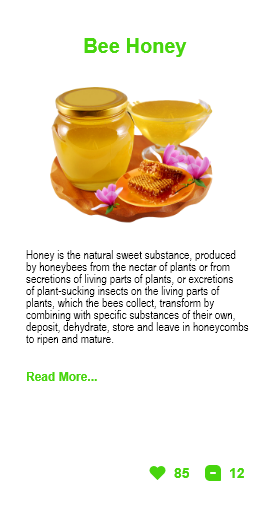 Bee Honey
Honey is the natural sweet substance, produced
by honeybees from the nectar of plants or from
secretions of living parts of plants, or excretions
of plant-sucking insects on the living parts of
plants, which the bees collect, transform by
combining with specific substances of their own,
deposit, dehydrate, store and leave in honeycombs
to ripen and mature.
Read More...
85 12